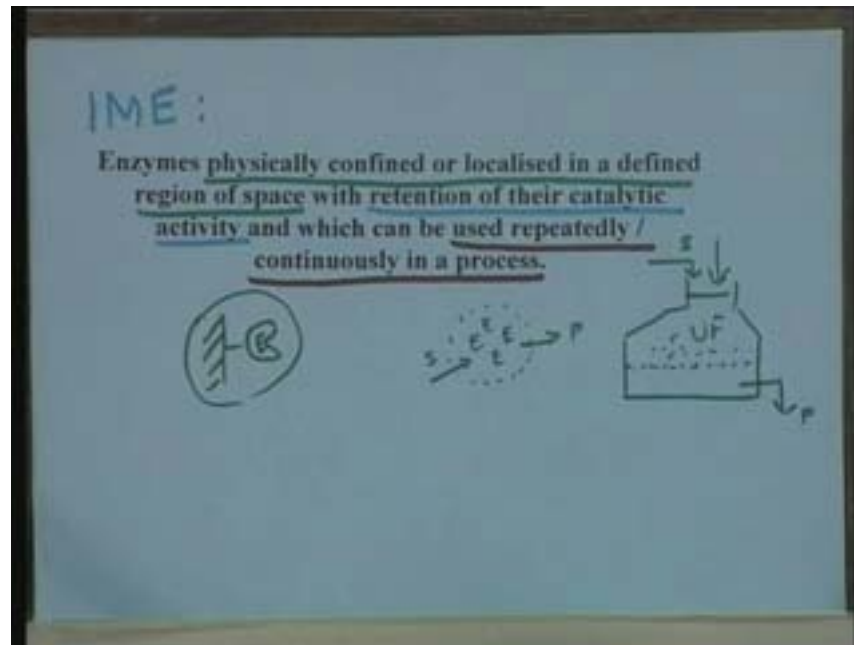 IME :
Enzymes physically confined or localised in a defined
region of space with retention of their catalytic
activity and which can be used repeatedly /
continuously in a process.
E
S E E E E P
S
UF
P